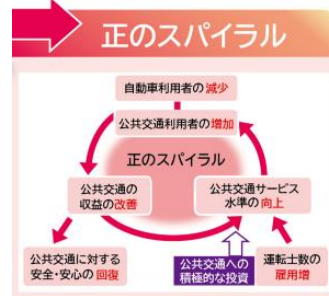 正のスパイラル
自動車利用者の減少
公共交通利用者の増加
正のスパイラル
公共交通の
収益の改善
公共交通サービス
水準の向上
公共交通に対する
安全・安心の回復
公共交通への
積極的な投資
運転士数の
雇用増